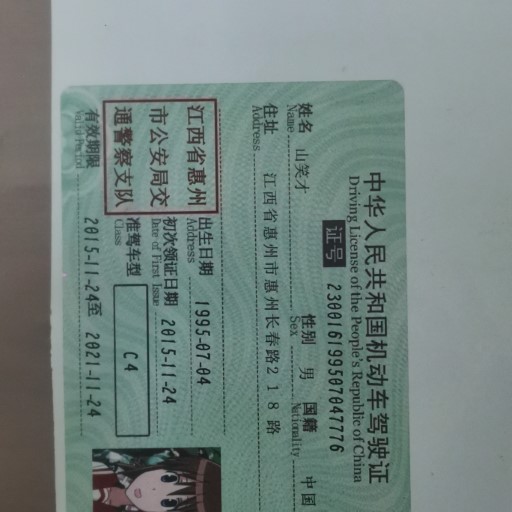 中华人民共和国机动车驾驶证
Driving License of the People's Republic of China
证号 230016199507047776
姓名 山笑才 性别 男 国籍 中国
Name Sex Nationality
住址 江西省惠州市惠州长春路218路
Address
江西省惠州
市公安局交
通警察支队
出生日期 1995-07-04
Address
初次领证日期 2015-11-24
Date of First Issue
准驾车型 C4
Class
有效期限 2015-11-24至 2021-11-24
Valid Period